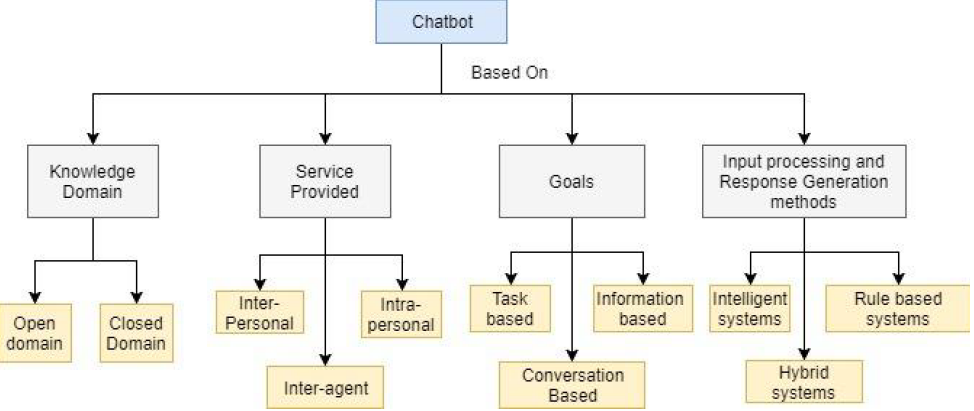 Chatbot
Based On
Knowledge
Domain
Service
Provided
Goals
Input processing and
Response Generation
methods
Open
domain
Closed
Domain
Inter-
Personal
Intra-
personal
Inter-agent
Task
based
Information
based
Conversation
Based
Intelligent
systems
Rule based
systems
Hybrid
systems